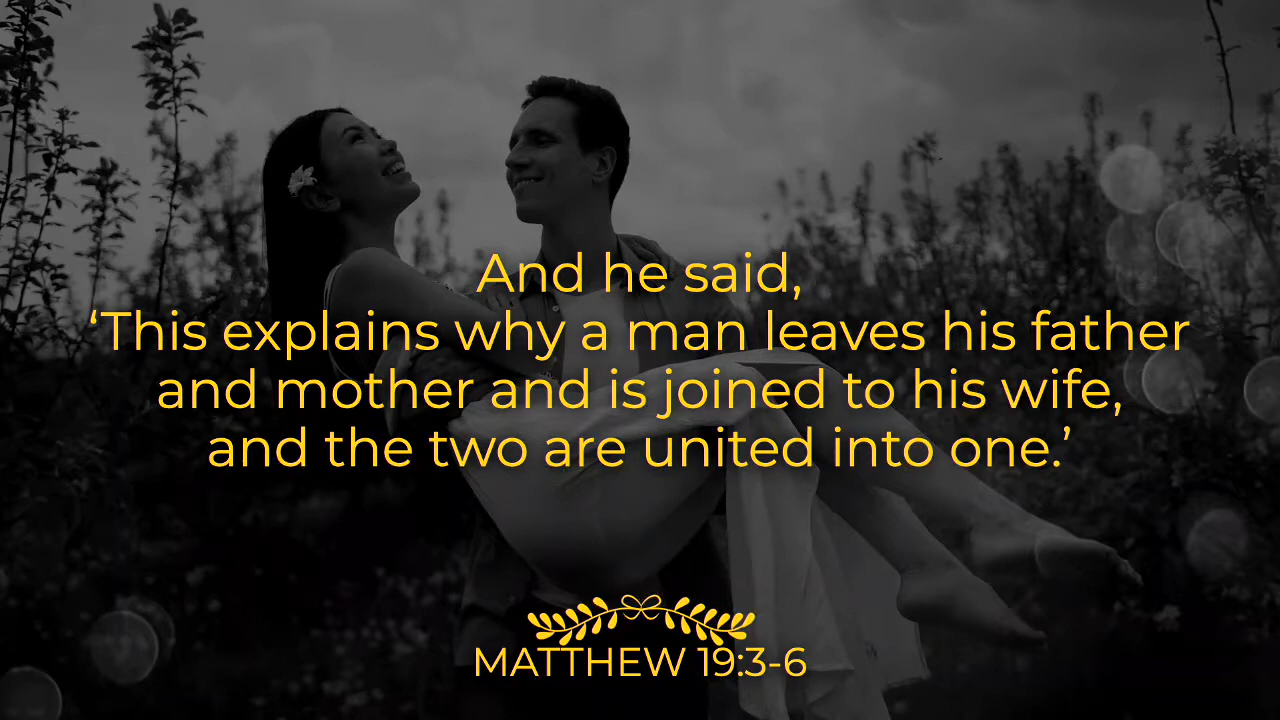 And he said,
‘This explains why a man leaves his father
and mother and is joined to his wife,
and the two are united into one.’
MATTHEW 19:3-6